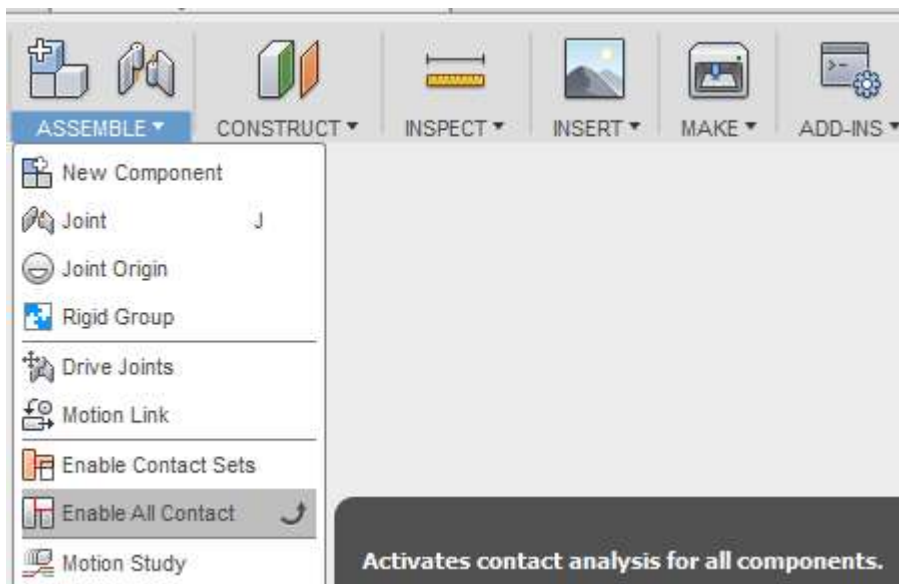 ASSEMBLE CONSTRUCT INSPECT INSERT MAKE ADD-INS
New Component
Joint J
Joint Origin
Rigid Group
Drive Joints
Motion Link
Enable Contact Sets
Enable All Contact
Motion Study
Activates contact analysis for all components.